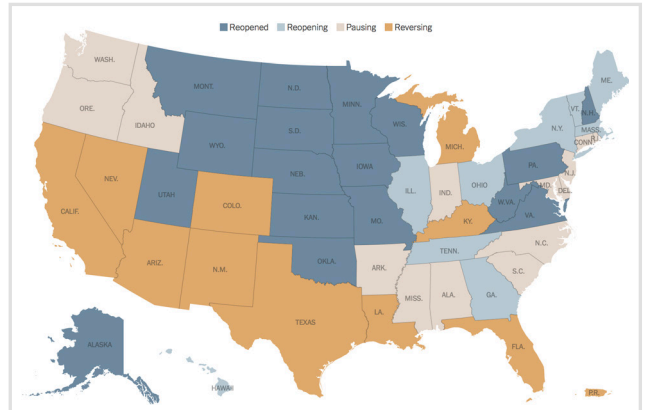 Reopened Reopening Pausing Reversing
WASH.
MONT.
N.D.
MINN.
ME.
VT.
N.H.
ORE.
IDAHO
S.D.
WIS.
MICH.
N.Y.
MASS.
CONN.
R.I.
WYO.
NEV.
UTAH
COLO.
NEB.
IOWA
ILL.
IND.
OHIO
PA.
N.J.
MD.
DEL.
CALIF.
KAN.
MO.
KY.
W.VA.
VA.
ARIZ.
N.M.
OKLA.
ARK.
TENN.
N.C.
S.C.
TEXAS
LA.
MISS.
ALA.
GA.
FLA.
ALASKA
HAWAII
P.R.